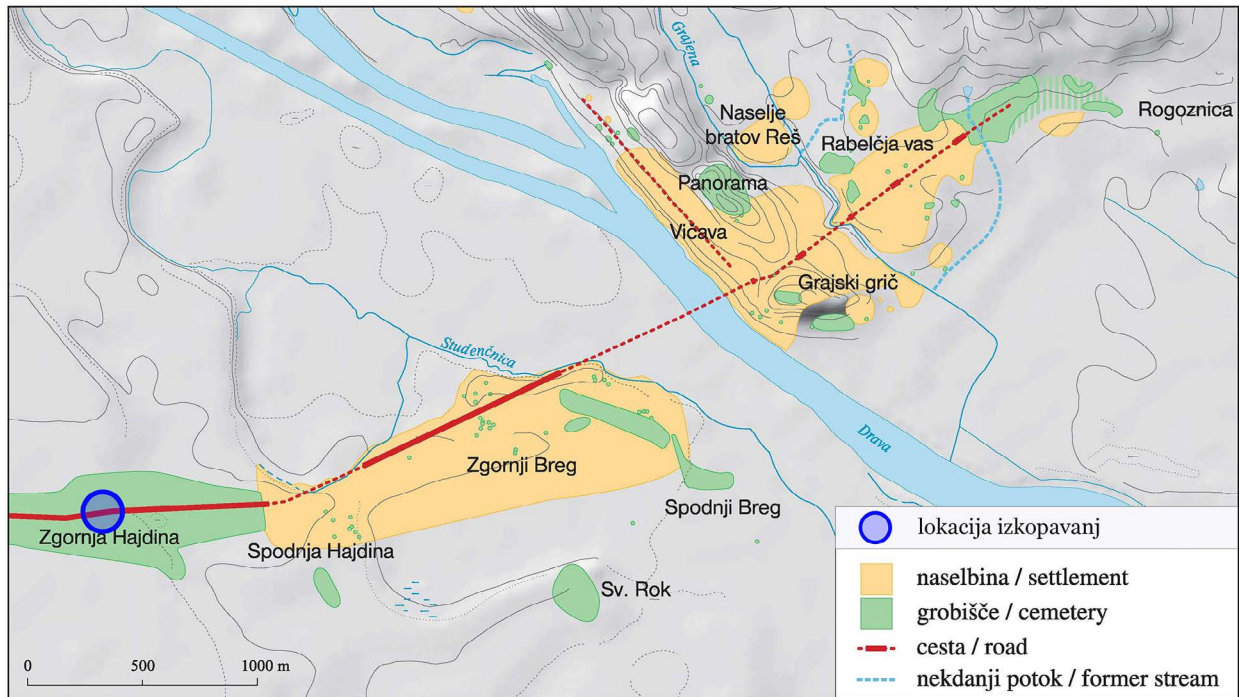 Grajena
Naselje
bratov Reš
Rabelčja vas
Rogoznica
Panorama
Vičava
Grajski grič
Studenčnica
Drava
Zgornji Breg
Spodnji Breg
Zgornja Hajdina
Spodnja Hajdina
Sv. Rok
lokacija izkopavanj
naselbina / settlement
grobišče / cemetery
cesta / road
nekdanji potok / former stream
0 500 1000 m